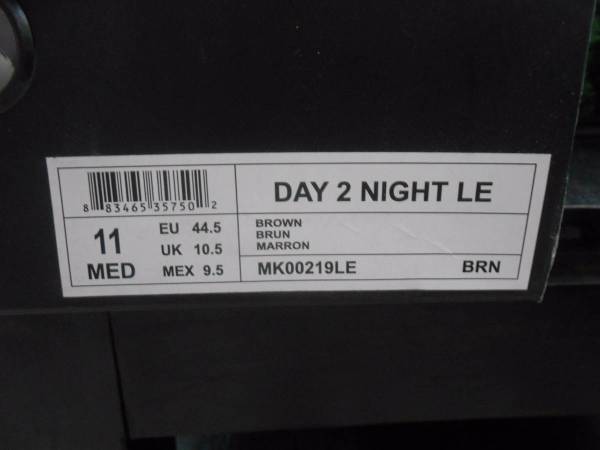 DAY 2 NIGHT LE
8 83465 35750 2
11
MED
EU 44.5
UK 10.5
MEX 9.5
BROWN
BRUN
MARRON
MK00219LE BRN